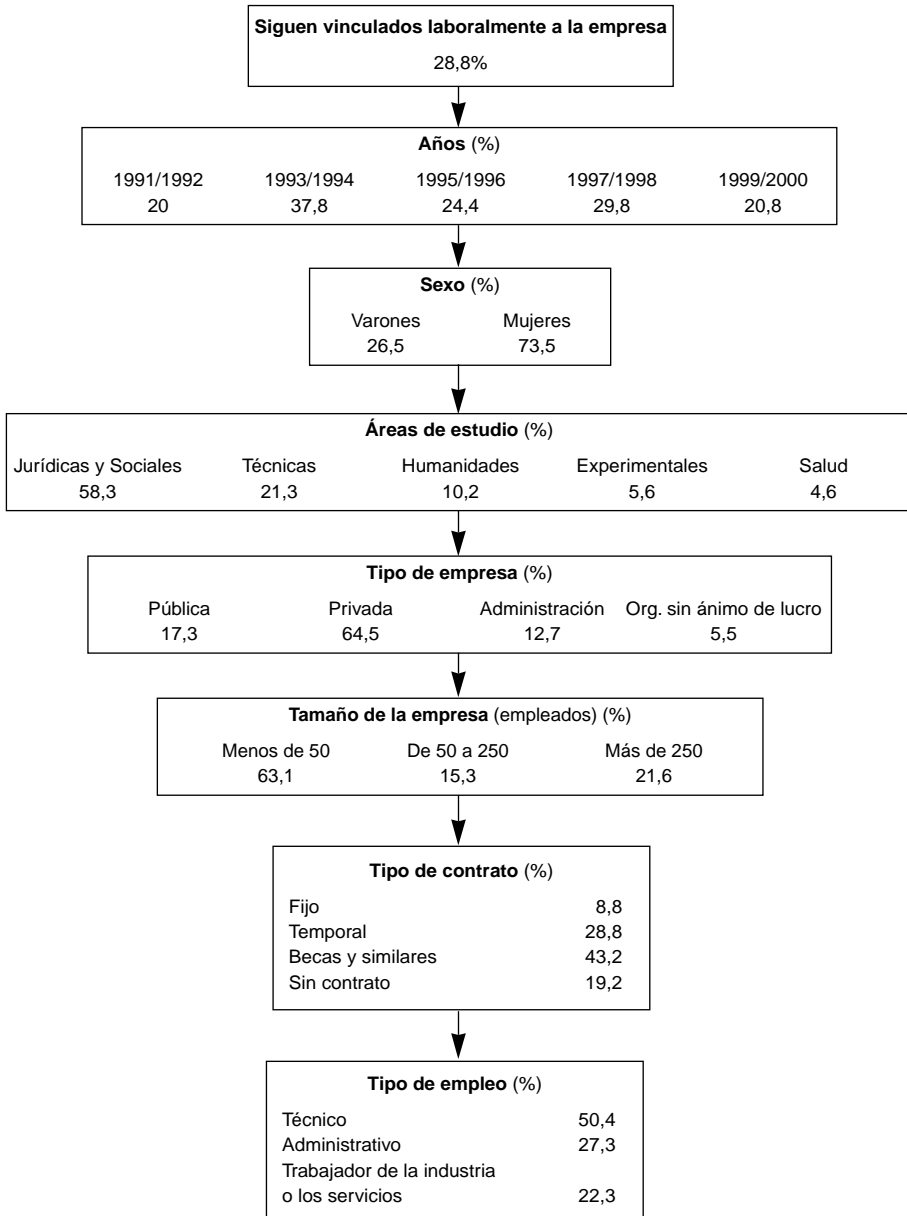 Siguen vinculados laboralmente a la empresa
28,8%
Años (%)
1991/1992 1993/1994 1995/1996 1997/1998 1999/2000
20 37,8 24,4 29,8 20,8
Sexo (%)
Varones Mujeres
26,5 73,5
Áreas de estudio (%)
Jurídicas y Sociales Técnicas Humanidades Experimentales Salud
58,3 21,3 10,2 5,6 4,6
Tipo de empresa (%)
Pública Privada Administración Org. sin ánimo de lucro
17,3 64,5 12,7 5,5
Tamaño de la empresa (empleados) (%)
Menos de 50 De 50 a 250 Más de 250
63,1 15,3 21,6
Tipo de contrato (%)
Fijo 8,8
Temporal 28,8
Becas y similares 43,2
Sin contrato 19,2
Tipo de empleo (%)
Técnico 50,4
Administrativo 27,3
Trabajador de la industria
o los servicios 22,3